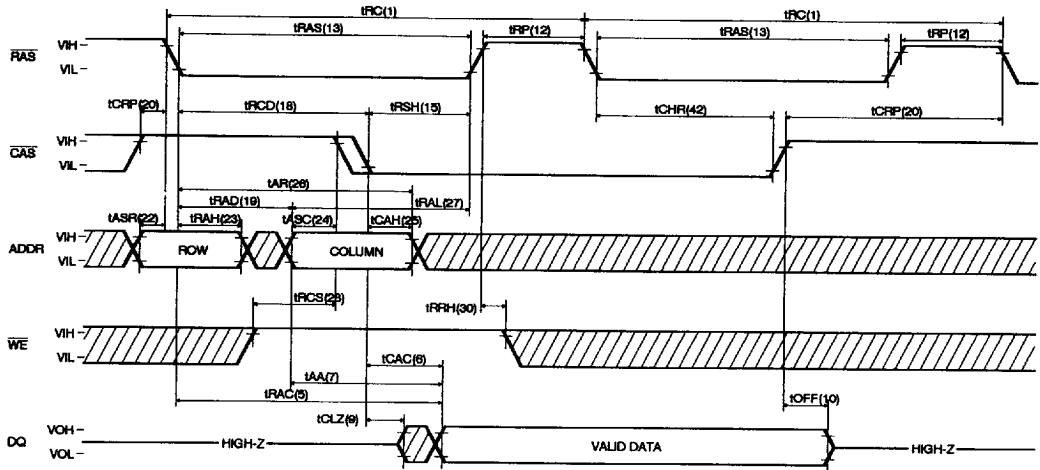 tRC(1) tRC(1)
tRAS(13) tRP(12) tRAS(13) tRP(12)
RAS VIH VIL
tCRP(20) tRCD(18) tRSH(15) tCHR(42) tCRP(20)
CAS VIH VIL
tAR(26)
tRAD(19) tRAL(27)
tASR(22) tRAH(23) tASC(24) tCAH(25)
ADDR VIH VIL ROW COLUMN
tRCS(28) tRRH(30)
WE VIH VIL
tCAC(6)
tAA(7)
tRAC(5)
tCLZ(9) tOFF(10)
DQ VOH VOL HIGH-Z VALID DATA HIGH-Z